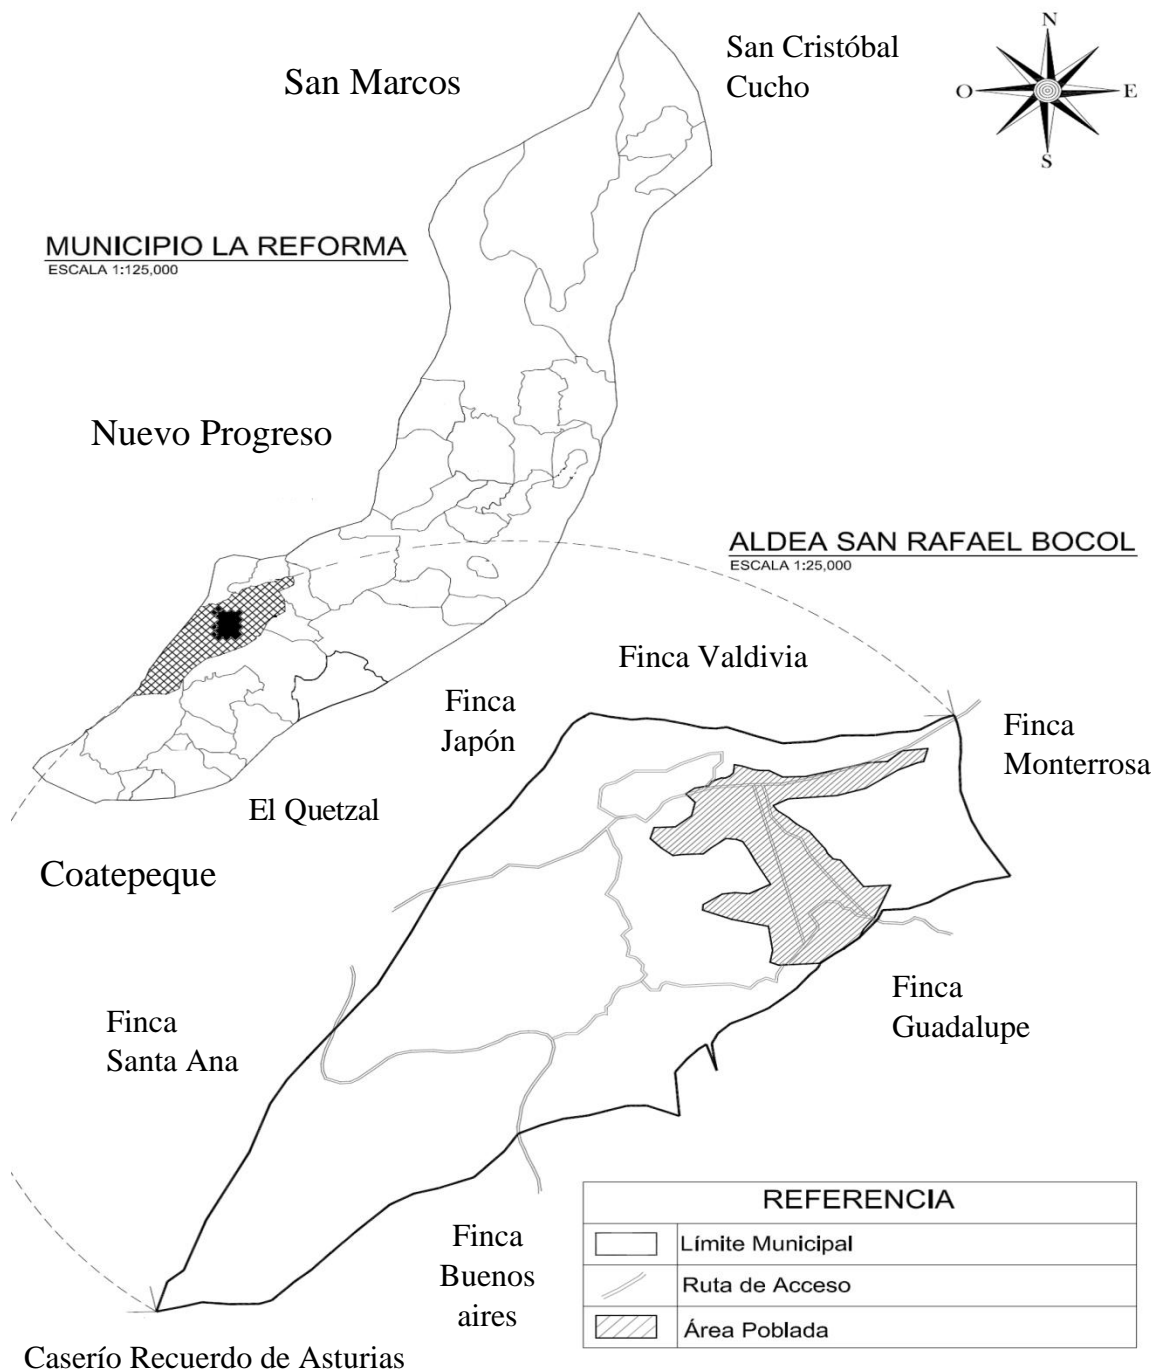 San Marcos
San Cristóbal
Cucho
N
O
E
S
MUNICIPIO LA REFORMA
ESCALA 1:125,000
Nuevo Progreso
ALDEA SAN RAFAEL BOCOL
ESCALA 1:25,000
Finca Valdivia
Finca
Japón
Finca
Monterrosa
El Quetzal
Coatepeque
Finca
Guadalupe
Finca
Santa Ana
Finca
Buenos
aires
Caserío Recuerdo de Asturias
REFERENCIA
Límite Municipal
Ruta de Acceso
Área Poblada